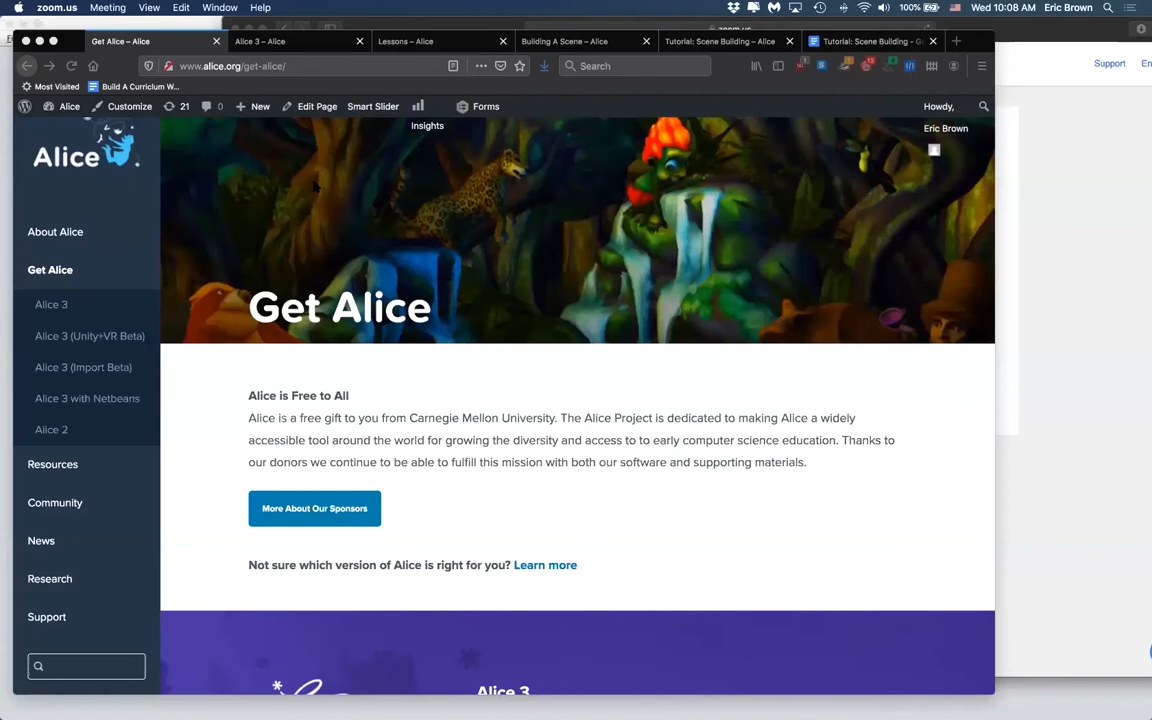 zoom.us Meeting View Edit Window Help 100% Wed 10:08 AM Eric Brown
zoom.us
Get Alice – Alice Alice 3 – Alice Lessons – Alice Building A Scene – Alice Tutorial: Scene Building – Alice Tutorial: Scene Building - G
www.alice.org/get-alice/ Search
Support En
Most Visited Build A Curriculum W...
Alice Customize 21 0 New Edit Page Smart Slider Forms Howdy,
Insights Eric Brown
Alice
About Alice
Get Alice
Alice 3
Alice 3 (Unity+VR Beta)
Alice 3 (Import Beta)
Alice 3 with Netbeans
Alice 2
Resources
Community
News
Research
Support
Get Alice
Alice is Free to All
Alice is a free gift to you from Carnegie Mellon University. The Alice Project is dedicated to making Alice a widely
accessible tool around the world for growing the diversity and access to to early computer science education. Thanks to
our donors we continue to be able to fulfill this mission with both our software and supporting materials.
More About Our Sponsors
Not sure which version of Alice is right for you? Learn more
Alice 3